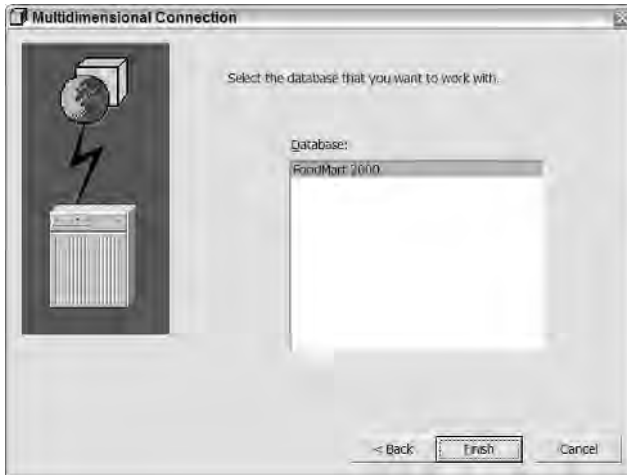 Multidimensional Connection
Select the database that you want to work with.
Database:
FoodMart 2000
< Back
Finish
Cancel